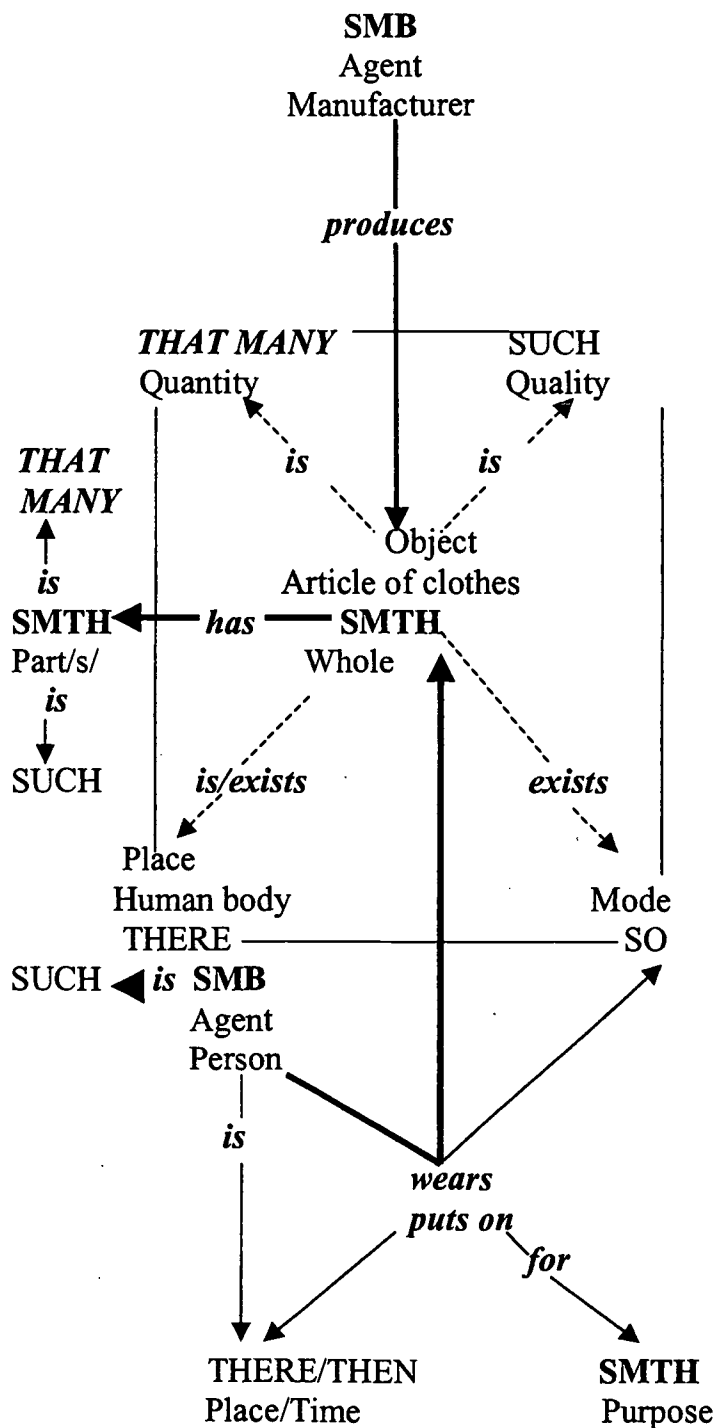 SMB
Agent
Manufacturer
produces
THAT MANY
SUCH
Quantity
Quality
is
is
THAT
MANY
is
Object
Article of clothes
SMTH
has
SMTH
Part/s/
Whole
is
SUCH
is/exists
exists
Place
Human body
Mode
THERE
SO
SUCH
is
SMB
Agent
Person
is
wears
puts on
for
THERE/THEN
SMTH
Place/Time
Purpose